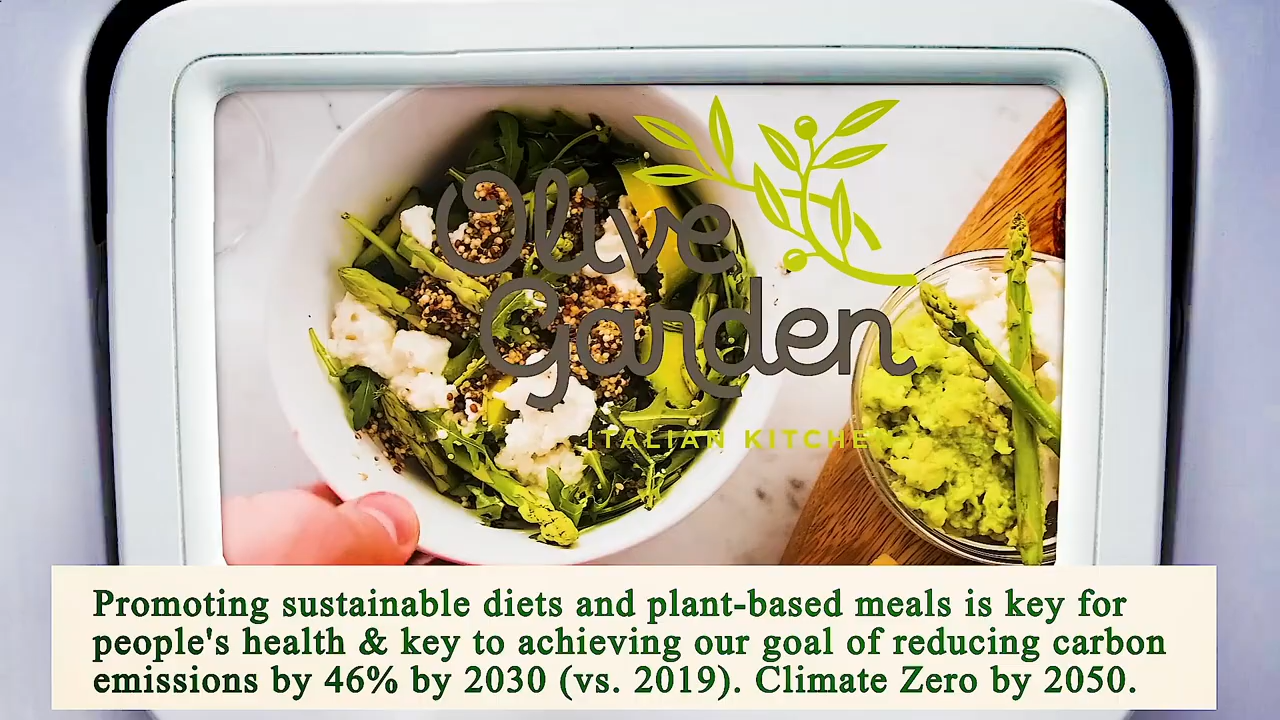 Olive
Garden
ITALIAN KITCHEN
Promoting sustainable diets and plant-based meals is key for
people's health & key to achieving our goal of reducing carbon
emissions by 46% by 2030 (vs. 2019). Climate Zero by 2050.